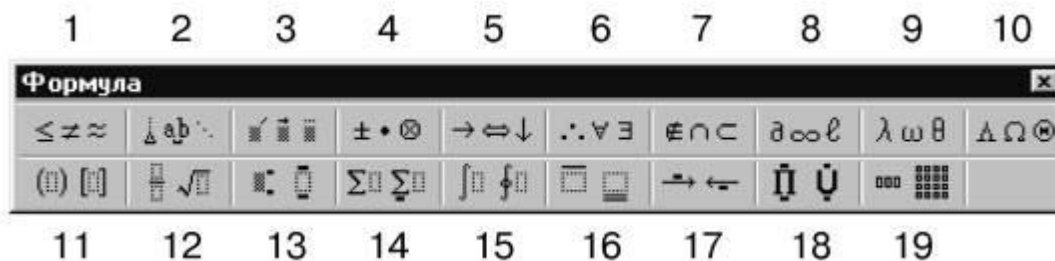 1 2 3 4 5 6 7 8 9 10
Формула
≤ ≠ ≈ a͟b ⋱ ± • ⊗ → ⇔ ↓ ∴ ∀ ∃ ∉ ∩ ⊂ ∂ ∞ ℓ λ ω θ Λ Ω Θ
(▯) [▯] √▯ ∑▯ ∑▯ ∫▯ ∮▯ → ← ∏ ∪
11 12 13 14 15 16 17 18 19